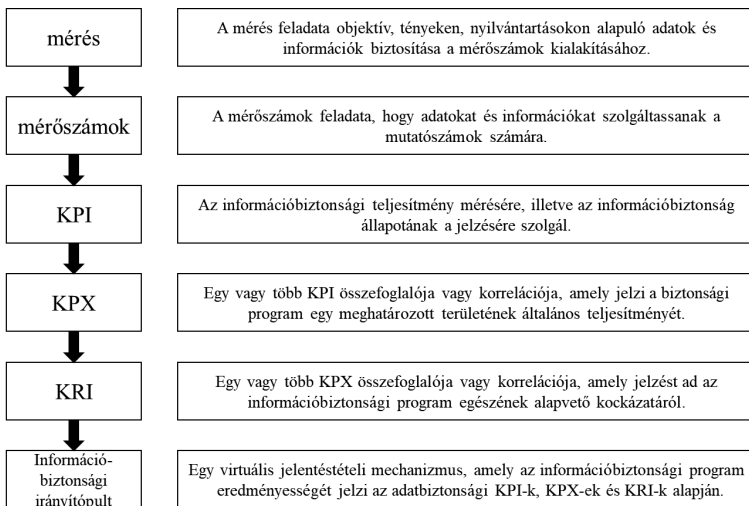 mérés
A mérés feladata objektív, tényeken, nyilvántartásokon alapuló adatok és
információk biztosítása a mérőszámok kialakításához.
mérőszámok
A mérőszámok feladata, hogy adatokat és információkat szolgáltassanak a
mutatószámok számára.
KPI
Az információbiztonsági teljesítmény mérésére, illetve az információbiztonság
állapotának a jelzésére szolgál.
KPX
Egy vagy több KPI összefoglalója vagy korrelációja, amely jelzi a biztonsági
program egy meghatározott területének általános teljesítményét.
KRI
Egy vagy több KPX összefoglalója vagy korrelációja, amely jelzést ad az
információbiztonsági program egészének alapvető kockázatáról.
Információ-
biztonsági
irányítópult
Egy virtuális jelentéstételi mechanizmus, amely az információbiztonsági program
eredményességét jelzi az adatbiztonsági KPI-k, KPX-ek és KRI-k alapján.